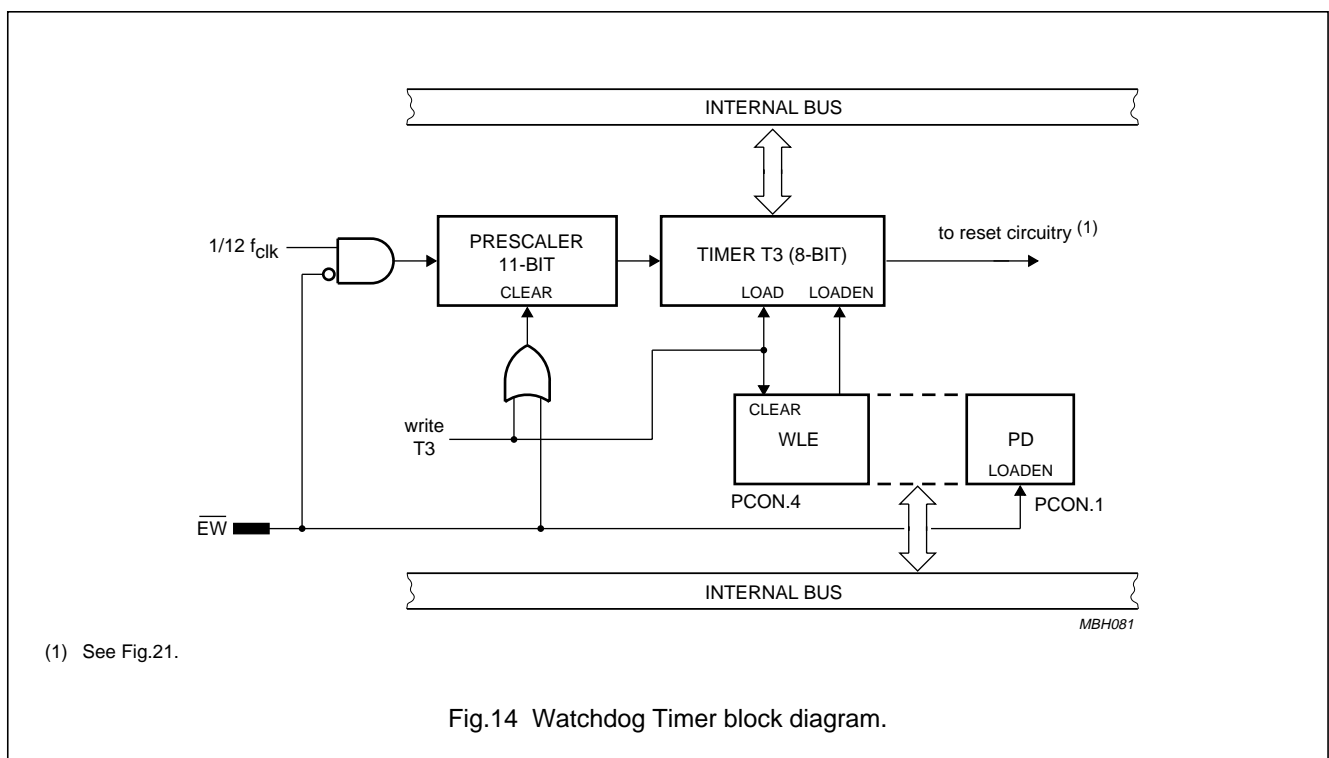 INTERNAL BUS
1/12 fclk
PRESCALER
11-BIT
CLEAR
TIMER T3 (8-BIT)
LOAD LOADEN
to reset circuitry (1)
write
T3
CLEAR
WLE
PCON.4
PD
LOADEN
PCON.1
EW
INTERNAL BUS
MBH081
(1) See Fig.21.
Fig.14 Watchdog Timer block diagram.